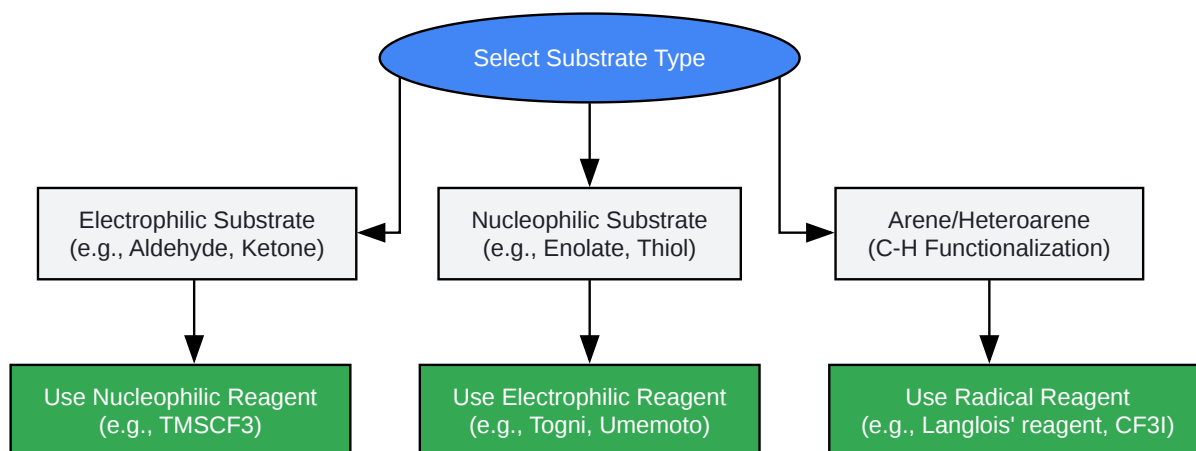 Select Substrate Type
Electrophilic Substrate
(e.g., Aldehyde, Ketone)
Nucleophilic Substrate
(e.g., Enolate, Thiol)
Arene/Heteroarene
(C-H Functionalization)
Use Nucleophilic Reagent
(e.g., TMSCF3)
Use Electrophilic Reagent
(e.g., Togni, Umemoto)
Use Radical Reagent
(e.g., Langlois' reagent, CF3I)